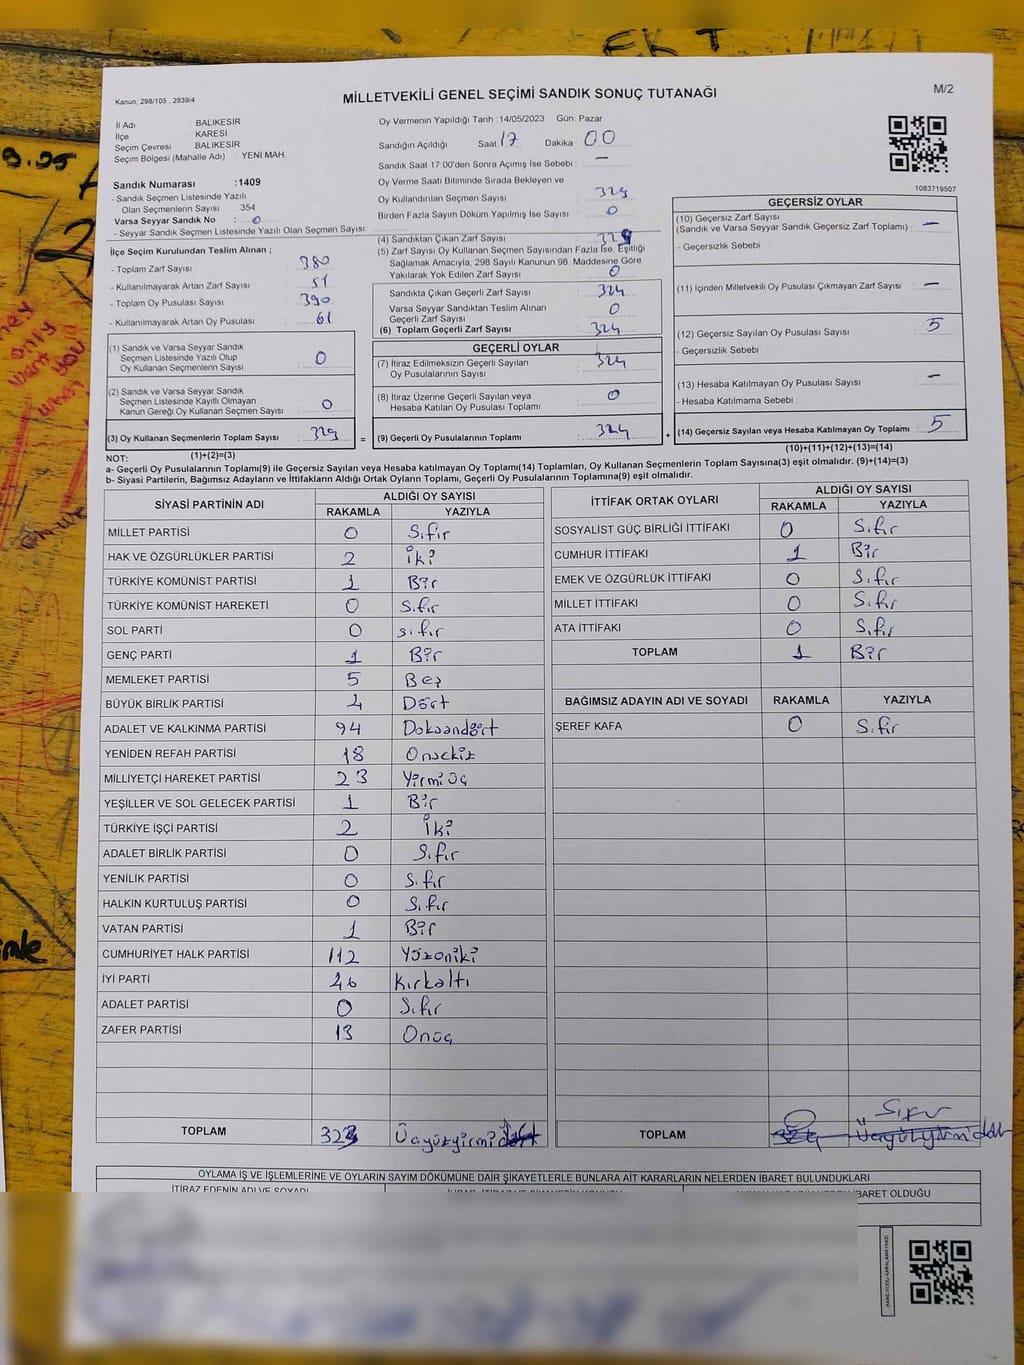 EKT
M/2
Kanun; 298/105 , 2839/4
MİLLETVEKİLİ GENEL SEÇİMİ SANDIK SONUÇ TUTANAĞI
İl Adı : BALIKESİR
İlçe : KARESİ
Seçim Çevresi : BALIKESİR
Seçim Bölgesi (Mahalle Adı) : YENİ MAH.
Oy Vermenin Yapıldığı Tarih :14/05/2023 Gün: Pazar
Sandığın Açıldığı Saat 17 Dakika 00
Sandık Saat 17:00'den Sonra Açımış İse Sebebi : —
Sandık Numarası :1409
- Sandık Seçmen Listesinde Yazılı
Olan Seçmenlerin Sayısı : 354
Varsa Seyyar Sandık No : 0
- Seyyar Sandık Seçmen Listesinde Yazılı Olan Seçmen Sayısı:
Oy Verme Saati Bitiminde Sırada Bekleyen ve
Oy Kullandırılan Seçmen Sayısı : 329
Birden Fazla Sayım Döküm Yapılmış İse Sayısı : 0
1083719507
İlçe Seçim Kurulundan Teslim Alınan ;
- Toplam Zarf Sayısı : 380
- Kullanılmayarak Artan Zarf Sayısı : 51
- Toplam Oy Pusulası Sayısı : 390
- Kullanılmayarak Artan Oy Pusulası : 61
(4) Sandıktan Çıkan Zarf Sayısı : 329
(5) Zarf Sayısı Oy Kullanan Seçmen Sayısından Fazla İse, Eşitliği
Sağlamak Amacıyla, 298 Sayılı Kanunun 98. Maddesine Göre
Yakılarak Yok Edilen Zarf Sayısı : 0
Sandıkta Çıkan Geçerli Zarf Sayısı : 324
Varsa Seyyar Sandıktan Teslim Alınan
Geçerli Zarf Sayısı : 0
(6) Toplam Geçerli Zarf Sayısı : 324
GEÇERSİZ OYLAR
(10) Geçersiz Zarf Sayısı
(Sandık ve Varsa Seyyar Sandık Geçersiz Zarf Toplamı) : —
- Geçersizlik Sebebi :
(11) İçinden Milletvekili Oy Pusulası Çıkmayan Zarf Sayısı : —
(12) Geçersiz Sayılan Oy Pusulası Sayısı : 5
- Geçersizlik Sebebi :
(13) Hesaba Katılmayan Oy Pusulası Sayısı : —
- Hesaba Katılmama Sebebi :
(14) Geçersiz Sayılan veya Hesaba Katılmayan Oy Toplamı : 5
(10)+(11)+(12)+(13)=(14)
(1) Sandık ve Varsa Seyyar Sandık
Seçmen Listesinde Yazılı Olup
Oy Kullanan Seçmenlerin Sayısı : 0
(2) Sandık ve Varsa Seyyar Sandık
Seçmen Listesinde Kayıtlı Olmayan
Kanun Gereği Oy Kullanan Seçmen Sayısı : 0
(3) Oy Kullanan Seçmenlerin Toplam Sayısı : 329
(1)+(2)=(3)
GEÇERLİ OYLAR
(7) İtiraz Edilmeksizin Geçerli Sayılan
Oy Pusulalarının Sayısı : 324
(8) İtiraz Üzerine Geçerli Sayılan veya
Hesaba Katılan Oy Pusulası Toplamı : 0
= (9) Geçerli Oy Pusulalarının Toplamı : 324 +
NOT:
a- Geçerli Oy Pusulalarının Toplamı(9) ile Geçersiz Sayılan veya Hesaba katılmayan Oy Toplamı(14) Toplamları, Oy Kullanan Seçmenlerin Toplam Sayısına(3) eşit olmalıdır. (9)+(14)=(3)
b- Siyasi Partilerin, Bağımsız Adayların ve İttifakların Aldığı Ortak Oyların Toplamı, Geçerli Oy Pusulalarının Toplamına(9) eşit olmalıdır.
SİYASİ PARTİNİN ADI ALDIĞI OY SAYISI
RAKAMLA YAZIYLA
MİLLET PARTİSİ 0 Sıfır
HAK VE ÖZGÜRLÜKLER PARTİSİ 2 İki
TÜRKİYE KOMÜNİST PARTİSİ 1 Bir
TÜRKİYE KOMÜNİST HAREKETİ 0 Sıfır
SOL PARTİ 0 sıfır
GENÇ PARTİ 1 Bir
MEMLEKET PARTİSİ 5 Beş
BÜYÜK BİRLİK PARTİSİ 4 Dört
ADALET VE KALKINMA PARTİSİ 94 Doksandört
YENİDEN REFAH PARTİSİ 18 Onsekiz
MİLLİYETÇİ HAREKET PARTİSİ 23 Yirmiüç
YEŞİLLER VE SOL GELECEK PARTİSİ 1 Bir
TÜRKİYE İŞÇİ PARTİSİ 2 İki
ADALET BİRLİK PARTİSİ 0 Sıfır
YENİLİK PARTİSİ 0 Sıfır
HALKIN KURTULUŞ PARTİSİ 0 Sıfır
VATAN PARTİSİ 1 Bir
CUMHURİYET HALK PARTİSİ 112 Yüzoniki
İYİ PARTİ 46 Kırkaltı
ADALET PARTİSİ 0 Sıfır
ZAFER PARTİSİ 13 Onüç
TOPLAM 323
İTTİFAK ORTAK OYLARI ALDIĞI OY SAYISI
RAKAMLA YAZIYLA
SOSYALİST GÜÇ BİRLİĞİ İTTİFAKI 0 Sıfır
CUMHUR İTTİFAKI 1 Bir
EMEK VE ÖZGÜRLÜK İTTİFAKI 0 Sıfır
MİLLET İTTİFAKI 0 Sıfır
ATA İTTİFAKI 0 Sıfır
TOPLAM 1 Bir
BAĞIMSIZ ADAYIN ADI VE SOYADI RAKAMLA YAZIYLA
ŞEREF KAFA 0 Sıfır
TOPLAM 0 Sıfır
OYLAMA İŞ VE İŞLEMLERİNE VE OYLARIN SAYIM DÖKÜMÜNE DAİR ŞİKAYETLERLE BUNLARA AİT KARARLARIN NELERDEN İBARET BULUNDUKLARI
İTİRAZ EDENİN ADI VE SOYADI
İBARET OLDUĞU